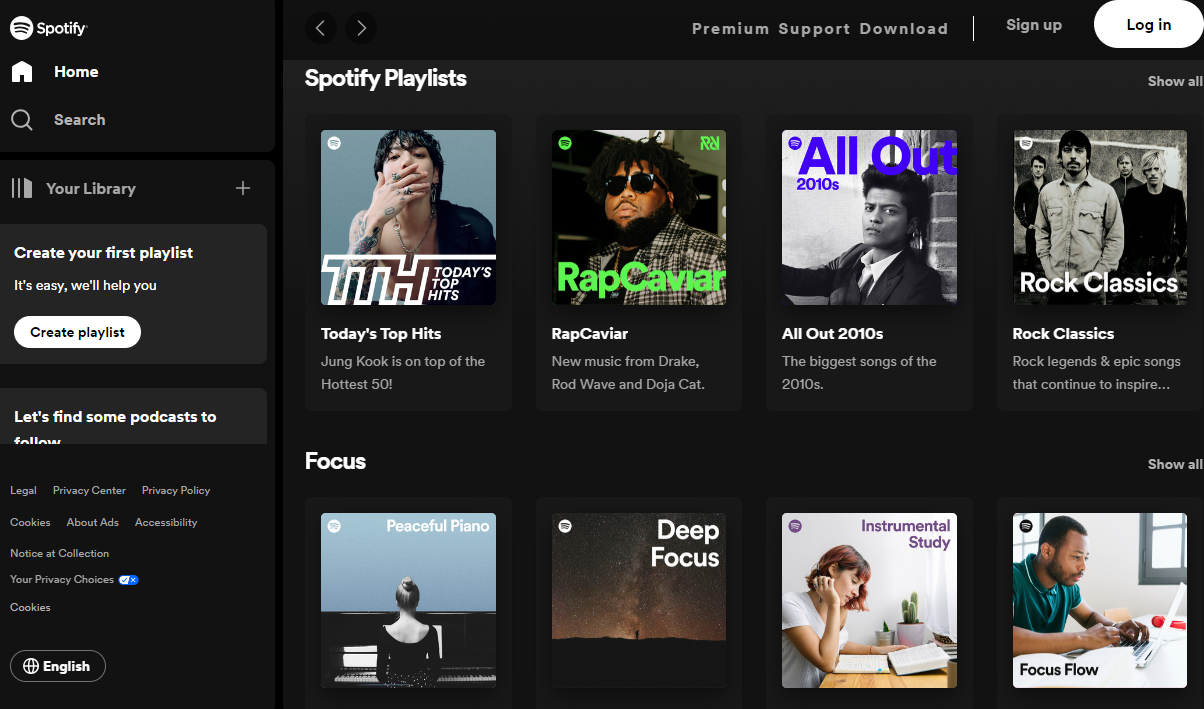 Spotify
Home
Search
Your Library
Create your first playlist
It's easy, we'll help you
Create playlist
Let's find some podcasts to
follow
Legal Privacy Center Privacy Policy
Cookies About Ads Accessibility
Notice at Collection
Your Privacy Choices
Cookies
English
Premium Support Download
Sign up
Log in
Spotify Playlists
Show all
TTH TODAY'S
TOP
HITS
Today's Top Hits
Jung Kook is on top of the
Hottest 50!
RapCaviar
RapCaviar
New music from Drake,
Rod Wave and Doja Cat.
All Out
2010s
All Out 2010s
The biggest songs of the
2010s.
Rock Classics
Rock Classics
Rock legends & epic songs
that continue to inspire...
Focus
Show all
Peaceful Piano
Deep
Focus
Instrumental
Study
Focus Flow